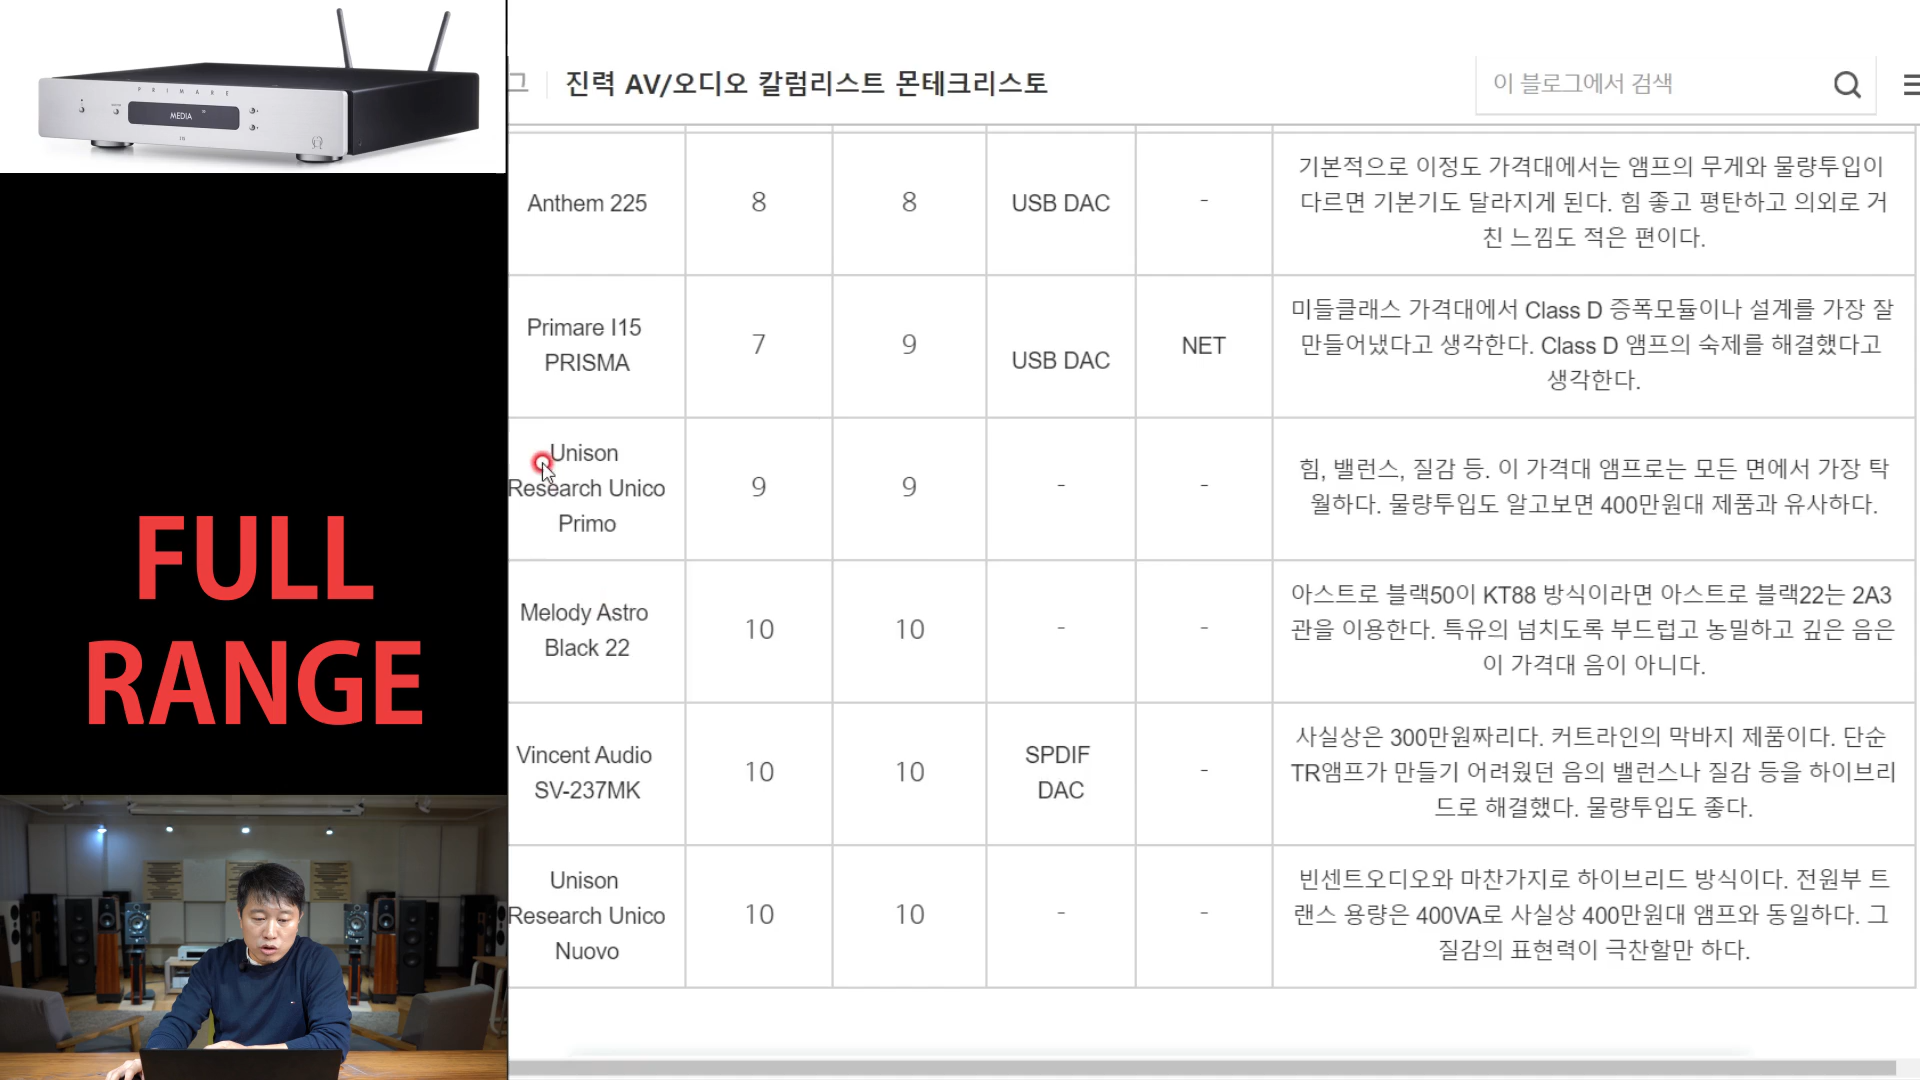 PRIMARE
MEDIA
I15
FULL
RANGE
그
진력 AV/오디오 칼럼리스트 몬테크리스토
이 블로그에서 검색
Anthem 225
8
8
USB DAC
-
기본적으로 이정도 가격대에서는 앰프의 무게와 물량투입이
다르면 기본기도 달라지게 된다. 힘 좋고 평탄하고 의외로 거
친 느낌도 적은 편이다.
Primare I15
PRISMA
7
9
USB DAC
NET
미들클래스 가격대에서 Class D 증폭모듈이나 설계를 가장 잘
만들어냈다고 생각한다. Class D 앰프의 숙제를 해결했다고
생각한다.
Unison
Research Unico
Primo
9
9
-
-
힘, 밸런스, 질감 등. 이 가격대 앰프로는 모든 면에서 가장 탁
월하다. 물량투입도 알고보면 400만원대 제품과 유사하다.
Melody Astro
Black 22
10
10
-
-
아스트로 블랙50이 KT88 방식이라면 아스트로 블랙22는 2A3
관을 이용한다. 특유의 넘치도록 부드럽고 농밀하고 깊은 음은
이 가격대 음이 아니다.
Vincent Audio
SV-237MK
10
10
SPDIF
DAC
-
사실상은 300만원짜리다. 커트라인의 막바지 제품이다. 단순
TR앰프가 만들기 어려웠던 음의 밸런스나 질감 등을 하이브리
드로 해결했다. 물량투입도 좋다.
Unison
Research Unico
Nuovo
10
10
-
-
빈센트오디오와 마찬가지로 하이브리드 방식이다. 전원부 트
랜스 용량은 400VA로 사실상 400만원대 앰프와 동일하다. 그
질감의 표현력이 극찬할만 하다.